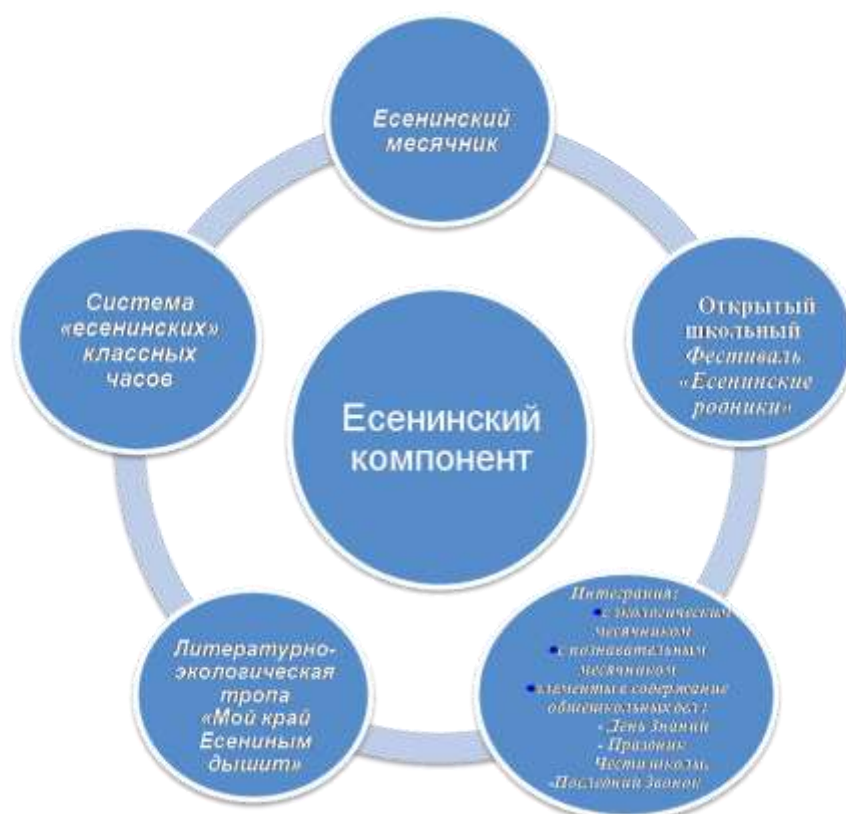 Есенинский
месячник
Открытый
школьный
Фестиваль
«Есенинские
родники»
Интеграция:
•с экологическим
месячником
•с познавательным
месячником
•элементы в содержание
общешкольных дел:
- День Знаний
- Праздник
Чести школы,
-Последний Звонок
Литературно-
экологическая
тропа
«Мой край
Есениным
дышит»
Система
«есенинских»
классных
часов
Есенинский
компонент